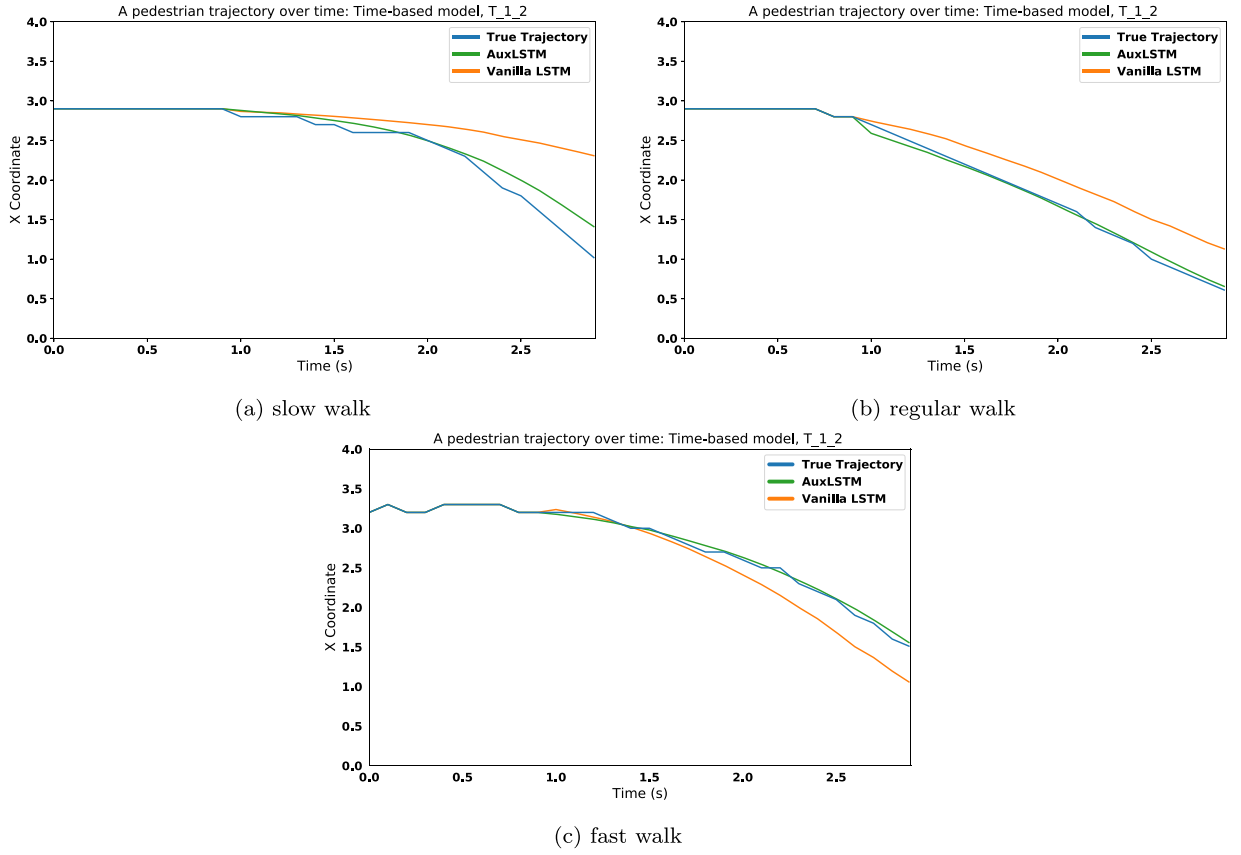 A pedestrian trajectory over time: Time-based model, T_1_2
4.0
3.5
3.0
2.5
2.0
1.5
1.0
0.5
0.0
X Coordinate
True Trajectory
AuxLSTM
Vanilla LSTM
0.0 0.5 1.0 1.5 2.0 2.5
Time (s)
(a) slow walk
A pedestrian trajectory over time: Time-based model, T_1_2
4.0
3.5
3.0
2.5
2.0
1.5
1.0
0.5
0.0
X Coordinate
True Trajectory
AuxLSTM
Vanilla LSTM
0.0 0.5 1.0 1.5 2.0 2.5
Time (s)
(b) regular walk
A pedestrian trajectory over time: Time-based model, T_1_2
4.0
3.5
3.0
2.5
2.0
1.5
1.0
0.5
0.0
X Coordinate
True Trajectory
AuxLSTM
Vanilla LSTM
0.0 0.5 1.0 1.5 2.0 2.5
Time (s)
(c) fast walk